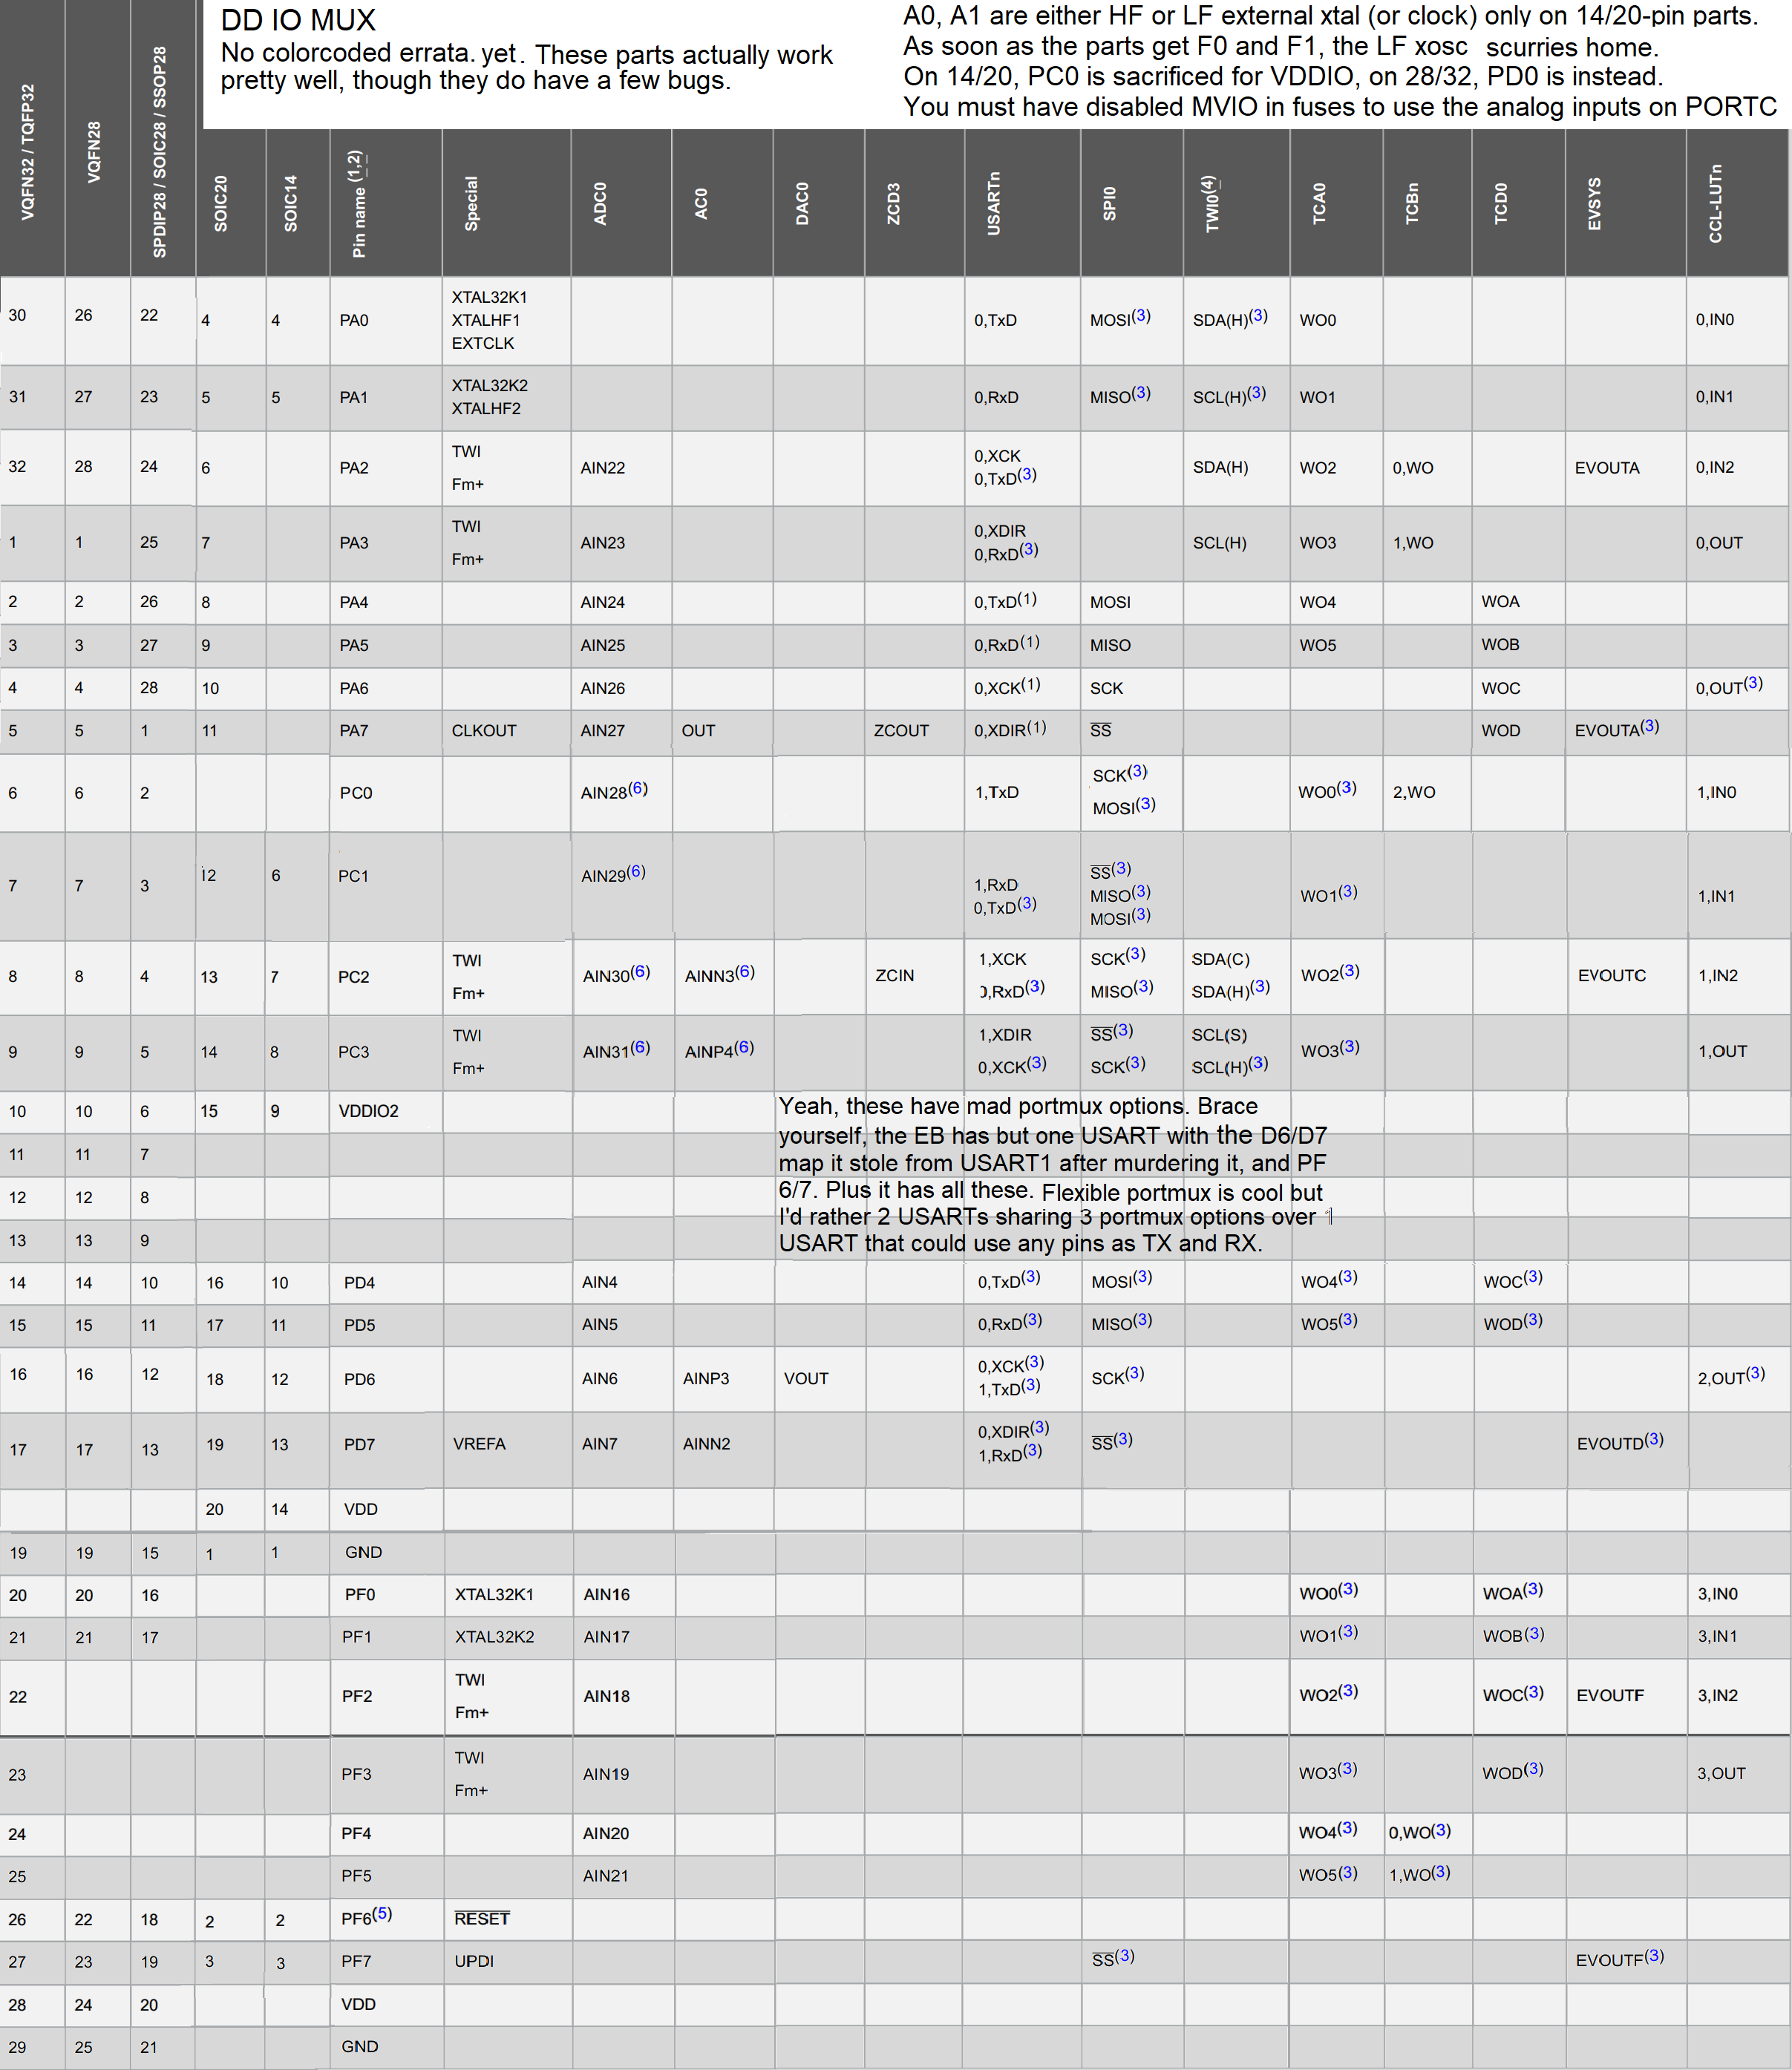 DD IO MUX
No colorcoded errata. yet. These parts actually work
pretty well, though they do have a few bugs.
A0, A1 are either HF or LF external xtal (or clock) only on 14/20-pin parts.
As soon as the parts get F0 and F1, the LF xosc scurries home.
On 14/20, PC0 is sacrificed for VDDIO, on 28/32, PD0 is instead.
You must have disabled MVIO in fuses to use the analog inputs on PORTC
VQFN32 / TQFP32 VQFN28 SPDIP28 / SOIC28 / SSOP28 SOIC20 SOIC14 Pin name (1,2) Special ADC0 AC0 DAC0 ZCD3 USARTn SPI0 TWI0(4) TCA0 TCBn TCD0 EVSYS CCL-LUTn
XTAL32K1
30 26 22 4 4 PA0 XTALHF1 0,TxD MOSI(3) SDA(H)(3) WO0 0,IN0
EXTCLK
XTAL32K2
31 27 23 5 5 PA1 0,RxD MISO(3) SCL(H)(3) WO1 0,IN1
XTALHF2
TWI 0,XCK
32 28 24 6 PA2 AIN22 SDA(H) WO2 0,WO EVOUTA 0,IN2
Fm+ 0,TxD(3)
TWI 0,XDIR
1 1 25 7 PA3 AIN23 SCL(H) WO3 1,WO 0,OUT
Fm+ 0,RxD(3)
2 2 26 8 PA4 AIN24 0,TxD(1) MOSI WO4 WOA
3 3 27 9 PA5 AIN25 0,RxD(1) MISO WO5 WOB
4 4 28 10 PA6 AIN26 0,XCK(1) SCK WOC 0,OUT(3)
5 5 1 11 PA7 CLKOUT AIN27 OUT ZCOUT 0,XDIR(1) SS WOD EVOUTA(3)
SCK(3)
6 6 2 PC0 AIN28(6) 1,TxD WO0(3) 2,WO 1,IN0
MOSI(3)
SS(3)
7 7 3 12 6 PC1 AIN29(6) 1,RxD MISO(3) WO1(3) 1,IN1
0,TxD(3) MOSI(3)
TWI 1,XCK SCK(3) SDA(C)
8 8 4 13 7 PC2 AIN30(6) AINN3(6) ZCIN WO2(3) EVOUTC 1,IN2
Fm+ 0,RxD(3) MISO(3) SDA(H)(3)
TWI 1,XDIR SS(3) SCL(S)
9 9 5 14 8 PC3 AIN31(6) AINP4(6) WO3(3) 1,OUT
Fm+ 0,XCK(3) SCK(3) SCL(H)(3)
10 10 6 15 9 VDDIO2
11 11 7
12 12 8
13 13 9
Yeah, these have mad portmux options. Brace
yourself, the EB has but one USART with the D6/D7
map it stole from USART1 after murdering it, and PF
6/7. Plus it has all these. Flexible portmux is cool but
I'd rather 2 USARTs sharing 3 portmux options over 1
USART that could use any pins as TX and RX.
14 14 10 16 10 PD4 AIN4 0,TxD(3) MOSI(3) WO4(3) WOC(3)
15 15 11 17 11 PD5 AIN5 0,RxD(3) MISO(3) WO5(3) WOD(3)
0,XCK(3)
16 16 12 18 12 PD6 AIN6 AINP3 VOUT SCK(3) 2,OUT(3)
1,TxD(3)
0,XDIR(3)
17 17 13 19 13 PD7 VREFA AIN7 AINN2 SS(3) EVOUTD(3)
1,RxD(3)
20 14 VDD
19 19 15 1 1 GND
20 20 16 PF0 XTAL32K1 AIN16 WO0(3) WOA(3) 3,IN0
21 21 17 PF1 XTAL32K2 AIN17 WO1(3) WOB(3) 3,IN1
TWI
22 PF2 AIN18 WO2(3) WOC(3) EVOUTF 3,IN2
Fm+
TWI
23 PF3 AIN19 WO3(3) WOD(3) 3,OUT
Fm+
24 PF4 AIN20 WO4(3) 0,WO(3)
25 PF5 AIN21 WO5(3) 1,WO(3)
26 22 18 2 2 PF6(5) RESET
27 23 19 3 3 PF7 UPDI SS(3) EVOUTF(3)
28 24 20 VDD
29 25 21 GND